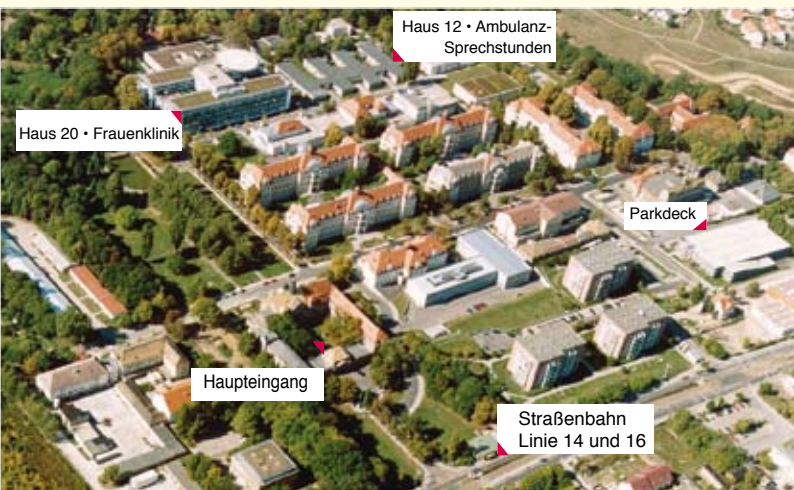 Haus 12 • Ambulanz-
Sprechstunden
Haus 20 • Frauenklinik
Parkdeck
Haupteingang
Straßenbahn
Linie 14 und 16